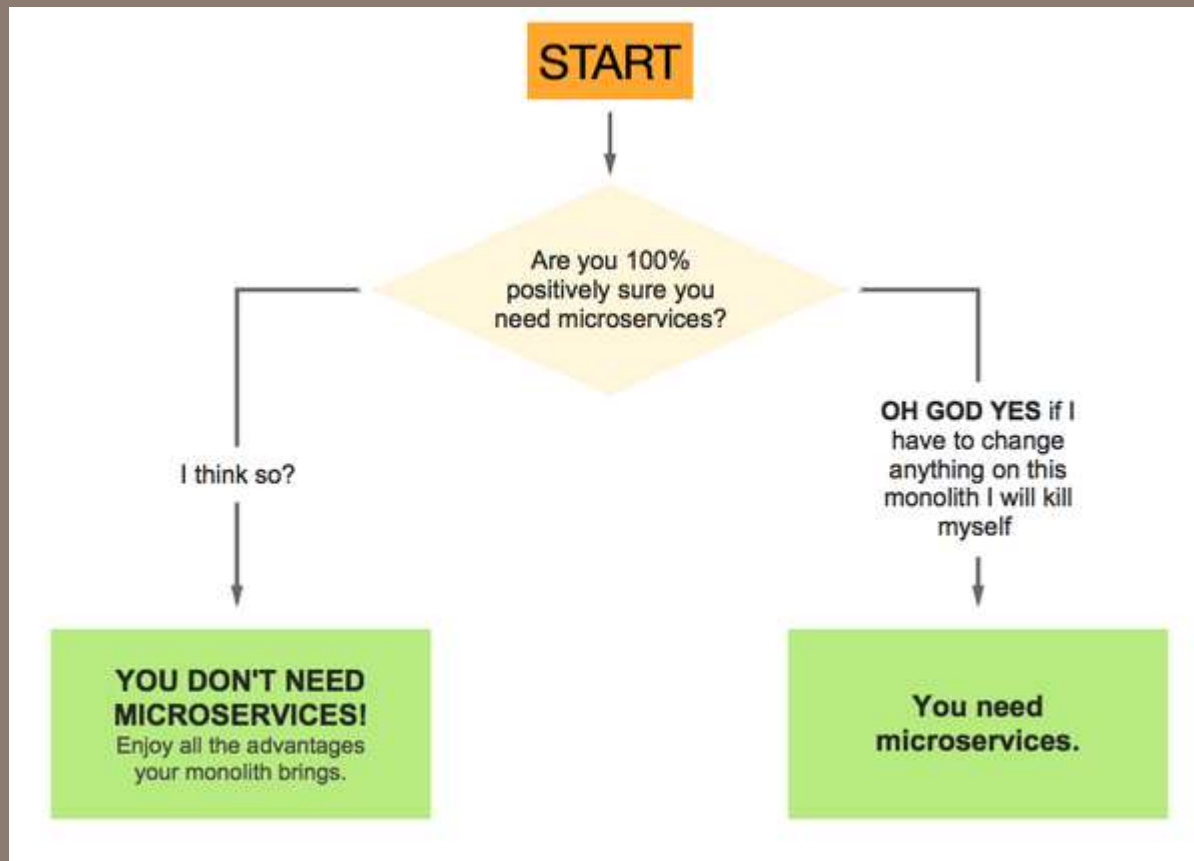 START
Are you 100%
positively sure you
need microservices?
I think so?
OH GOD YES if I
have to change
anything on this
monolith I will kill
myself
YOU DON'T NEED
MICROSERVICES!
Enjoy all the advantages
your monolith brings.
You need
microservices.